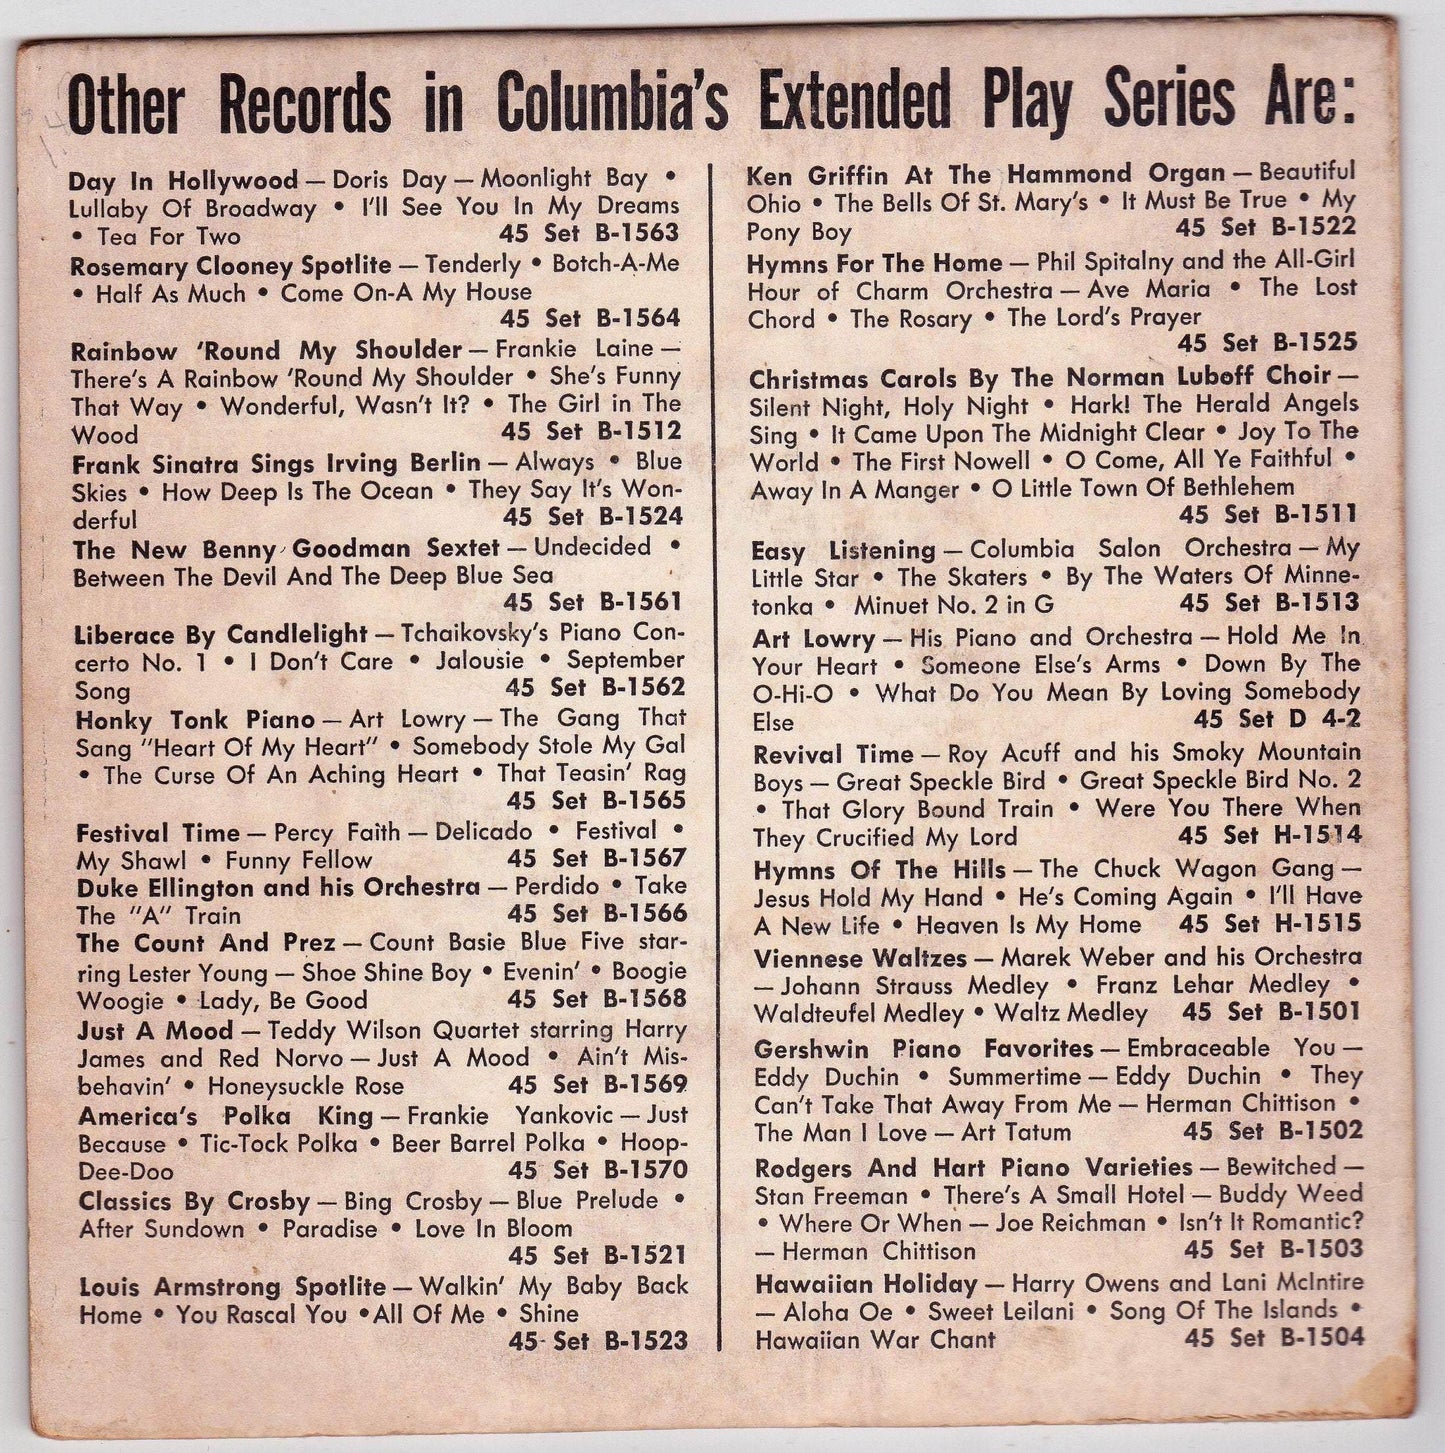 Other Records in Columbia's Extended Play Series Are:
Day In Hollywood — Doris Day — Moonlight Bay •
Lullaby Of Broadway • I'll See You In My Dreams
• Tea For Two 45 Set B-1563
Rosemary Clooney Spotlite — Tenderly • Botch-A-Me
• Half As Much • Come On-A My House
45 Set B-1564
Rainbow 'Round My Shoulder — Frankie Laine —
There's A Rainbow 'Round My Shoulder • She's Funny
That Way • Wonderful, Wasn't It? • The Girl in The
Wood 45 Set B-1512
Frank Sinatra Sings Irving Berlin — Always • Blue
Skies • How Deep Is The Ocean • They Say It's Won-
derful 45 Set B-1524
The New Benny Goodman Sextet — Undecided •
Between The Devil And The Deep Blue Sea
45 Set B-1561
Liberace By Candlelight — Tchaikovsky's Piano Con-
certo No. 1 • I Don't Care • Jalousie • September
Song 45 Set B-1562
Honky Tonk Piano — Art Lowry — The Gang That
Sang "Heart Of My Heart" • Somebody Stole My Gal
• The Curse Of An Aching Heart • That Teasin' Rag
45 Set B-1565
Festival Time — Percy Faith — Delicado • Festival •
My Shawl • Funny Fellow 45 Set B-1567
Duke Ellington and his Orchestra — Perdido • Take
The "A" Train 45 Set B-1566
The Count And Prez — Count Basie Blue Five star-
ring Lester Young — Shoe Shine Boy • Evenin' • Boogie
Woogie • Lady, Be Good 45 Set B-1568
Just A Mood — Teddy Wilson Quartet starring Harry
James and Red Norvo — Just A Mood • Ain't Mis-
behavin' • Honeysuckle Rose 45 Set B-1569
America's Polka King — Frankie Yankovic — Just
Because • Tic-Tock Polka • Beer Barrel Polka • Hoop-
Dee-Doo 45 Set B-1570
Classics By Crosby — Bing Crosby — Blue Prelude •
After Sundown • Paradise • Love In Bloom
45 Set B-1521
Louis Armstrong Spotlite — Walkin' My Baby Back
Home • You Rascal You • All Of Me • Shine
45 Set B-1523
Ken Griffin At The Hammond Organ — Beautiful
Ohio • The Bells Of St. Mary's • It Must Be True • My
Pony Boy 45 Set B-1522
Hymns For The Home — Phil Spitalny and the All-Girl
Hour of Charm Orchestra — Ave Maria • The Lost
Chord • The Rosary • The Lord's Prayer
45 Set B-1525
Christmas Carols By The Norman Luboff Choir —
Silent Night, Holy Night • Hark! The Herald Angels
Sing • It Came Upon The Midnight Clear • Joy To The
World • The First Nowell • O Come, All Ye Faithful •
Away In A Manger • O Little Town Of Bethlehem
45 Set B-1511
Easy Listening — Columbia Salon Orchestra — My
Little Star • The Skaters • By The Waters Of Minne-
tonka • Minuet No. 2 in G 45 Set B-1513
Art Lowry — His Piano and Orchestra — Hold Me In
Your Heart • Someone Else's Arms • Down By The
O-Hi-O • What Do You Mean By Loving Somebody
Else 45 Set D 4-2
Revival Time — Roy Acuff and his Smoky Mountain
Boys — Great Speckle Bird • Great Speckle Bird No. 2
• That Glory Bound Train • Were You There When
They Crucified My Lord 45 Set H-1514
Hymns Of The Hills — The Chuck Wagon Gang —
Jesus Hold My Hand • He's Coming Again • I'll Have
A New Life • Heaven Is My Home 45 Set H-1515
Viennese Waltzes — Marek Weber and his Orchestra
— Johann Strauss Medley • Franz Lehar Medley •
Waldteufel Medley • Waltz Medley 45 Set B-1501
Gershwin Piano Favorites — Embraceable You —
Eddy Duchin • Summertime — Eddy Duchin • They
Can't Take That Away From Me — Herman Chittison •
The Man I Love — Art Tatum 45 Set B-1502
Rodgers And Hart Piano Varieties — Bewitched —
Stan Freeman • There's A Small Hotel — Buddy Weed
• Where Or When — Joe Reichman • Isn't It Romantic?
— Herman Chittison 45 Set B-1503
Hawaiian Holiday — Harry Owens and Lani McIntire
— Aloha Oe • Sweet Leilani • Song Of The Islands •
Hawaiian War Chant 45 Set B-1504